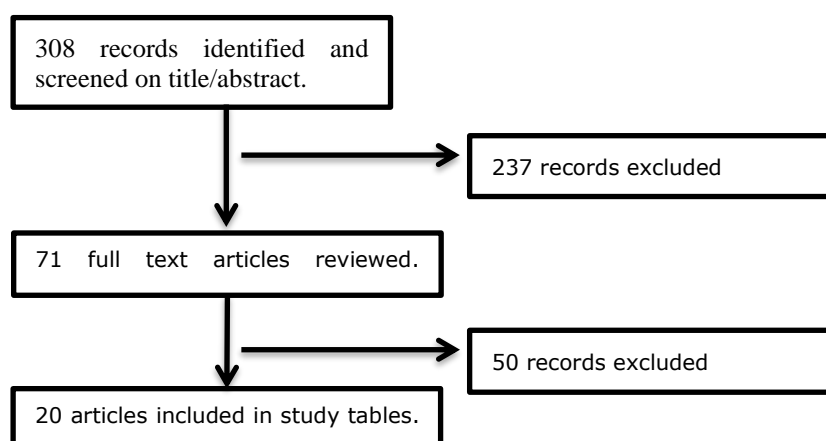 308 records identified and
screened on title/abstract.
237 records excluded
71 full text articles reviewed.
50 records excluded
20 articles included in study tables.